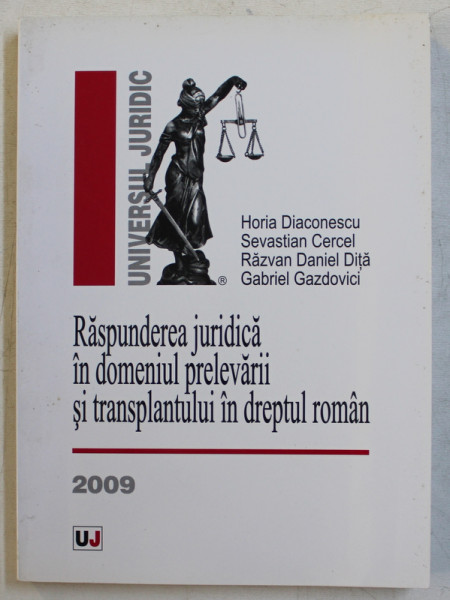 UNIVERSUL JURIDIC
®
Horia Diaconescu
Sevastian Cercel
Răzvan Daniel Diță
Gabriel Gazdovici
Răspunderea juridică
în domeniul prelevării
și transplantului în dreptul român
2009
UJ